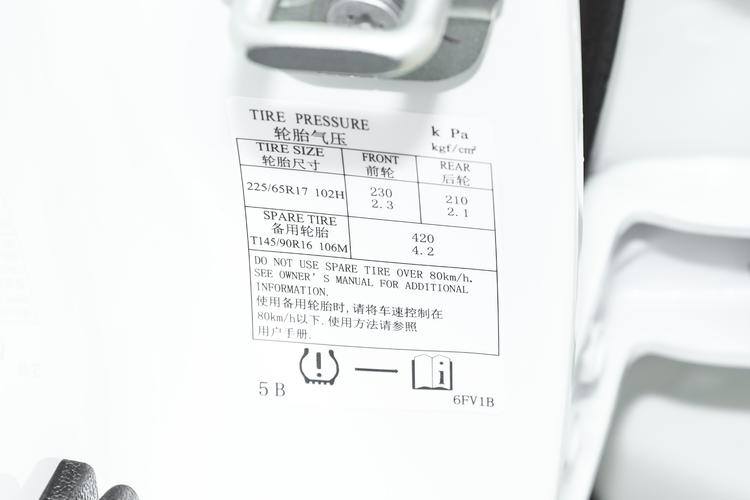 TIRE PRESSURE
轮胎气压
k Pa
kgf/cm²
TIRE SIZE
轮胎尺寸
FRONT
前轮
REAR
后轮
225/65R17 102H
230
2.3
210
2.1
SPARE TIRE
备用轮胎
T145/90R16 106M
420
4.2
DO NOT USE SPARE TIRE OVER 80km/h.
SEE OWNER'S MANUAL FOR ADDITIONAL
INFORMATION.
使用备用轮胎时,请将车速控制在
80km/h以下.使用方法请参照
用户手册.
5B
6FV1B